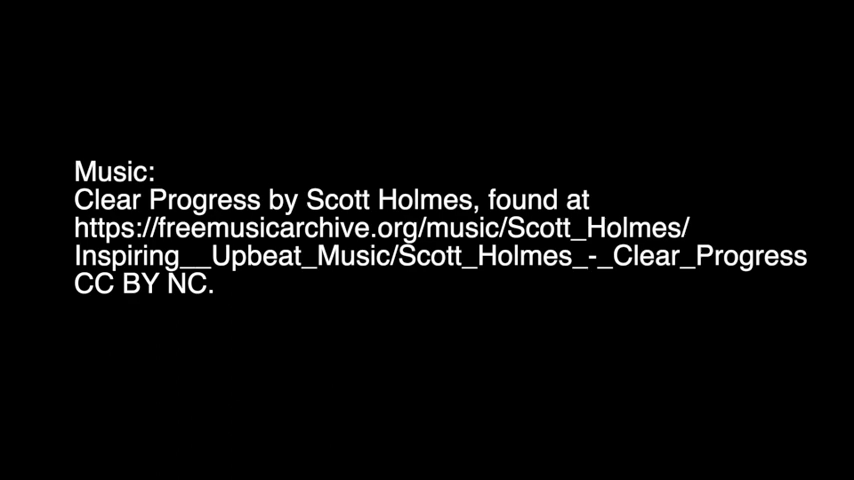 Music:
Clear Progress by Scott Holmes, found at
https://freemusicarchive.org/music/Scott_Holmes/
Inspiring__Upbeat_Music/Scott_Holmes_-_Clear_Progress
CC BY NC.